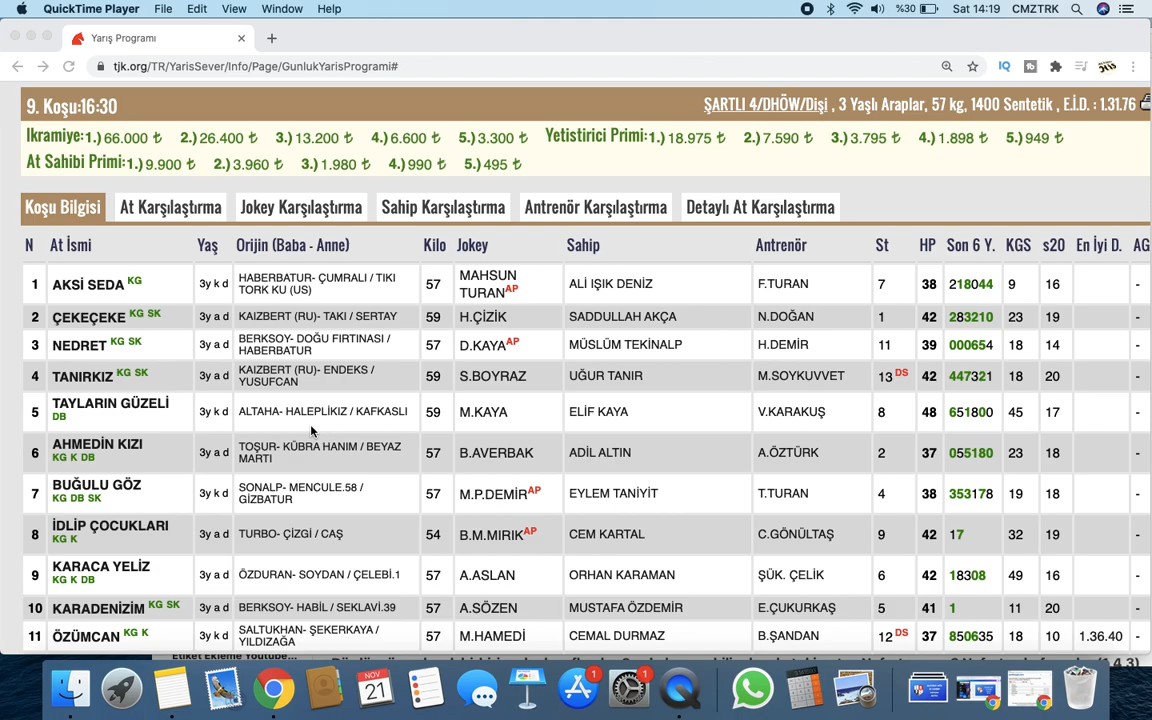 QuickTime Player File Edit View Window Help %30 Sat 14:19 CMZTRK
Yarış Programı
tjk.org/TR/YarisSever/Info/Page/GunlukYarisProgrami#
9. Koşu:16:30 ŞARTLI 4/DHÖW/Dişi , 3 Yaşlı Araplar, 57 kg, 1400 Sentetik , E.İ.D. : 1.31.76
Ikramiye:1.) 66.000 ₺ 2.) 26.400 ₺ 3.) 13.200 ₺ 4.) 6.600 ₺ 5.) 3.300 ₺ Yetistirici Primi:1.) 18.975 ₺ 2.) 7.590 ₺ 3.) 3.795 ₺ 4.) 1.898 ₺ 5.) 949 ₺
At Sahibi Primi:1.) 9.900 ₺ 2.) 3.960 ₺ 3.) 1.980 ₺ 4.) 990 ₺ 5.) 495 ₺
Koşu Bilgisi At Karşılaştırma Jokey Karşılaştırma Sahip Karşılaştırma Antrenör Karşılaştırma Detaylı At Karşılaştırma
N At İsmi Yaş Orijin (Baba - Anne) Kilo Jokey Sahip Antrenör St HP Son 6 Y. KGS s20 En İyi D. AG
1 AKSİ SEDA KG 3y k d HABERBATUR- ÇUMRALI / TIKI TORK KU (US) 57 MAHSUN TURAN AP ALİ IŞIK DENİZ F.TURAN 7 38 218044 9 16 -
2 ÇEKEÇEKE KG SK 3y a d KAIZBERT (RU)- TAKI / SERTAY 59 H.ÇİZİK SADDULLAH AKÇA N.DOĞAN 1 42 283210 23 19 -
3 NEDRET KG SK 3y a d BERKSOY- DOĞU FIRTINASI / HABERBATUR 57 D.KAYA AP MÜSLÜM TEKİNALP H.DEMİR 11 39 000654 18 14 -
4 TANIRKIZ KG SK 3y a d KAIZBERT (RU)- ENDEKS / YUSUFCAN 59 S.BOYRAZ UĞUR TANIR M.SOYKUVVET 13 DS 42 447321 18 20 -
5 TAYLARIN GÜZELİ DB 3y k d ALTAHA- HALEPLİKIZ / KAFKASLI 59 M.KAYA ELİF KAYA V.KARAKUŞ 8 48 651800 45 17 -
6 AHMEDİN KIZI KG K DB 3y a d TOŞUR- KÜBRA HANIM / BEYAZ MARTI 57 B.AVERBAK ADİL ALTIN A.ÖZTÜRK 2 37 055180 23 18 -
7 BUĞULU GÖZ KG DB SK 3y k d SONALP- MENCULE.58 / GİZBATUR 57 M.P.DEMİR AP EYLEM TANİYİT T.TURAN 4 38 353178 19 18 -
8 İDLİP ÇOCUKLARI KG K 3y a d TURBO- ÇİZGİ / CAŞ 54 B.M.MIRIK AP CEM KARTAL C.GÖNÜLTAŞ 9 42 17 32 19 -
9 KARACA YELİZ KG K DB 3y a d ÖZDURAN- SOYDAN / ÇELEBİ.1 57 A.ASLAN ORHAN KARAMAN ŞÜK. ÇELİK 6 42 18308 49 16 -
10 KARADENİZİM KG SK 3y a d BERKSOY- HABİL / SEKLAVİ.39 57 A.SÖZEN MUSTAFA ÖZDEMİR E.ÇUKURKAŞ 5 41 1 11 20 -
11 ÖZÜMCAN KG K 3y k d SALTUKHAN- ŞEKERKAYA / YILDIZAĞA 57 M.HAMEDİ CEMAL DURMAZ B.ŞANDAN 12 DS 37 850635 18 10 1.36.40 -
Etiket Ekleme Youtube...
NOV 21 1 1